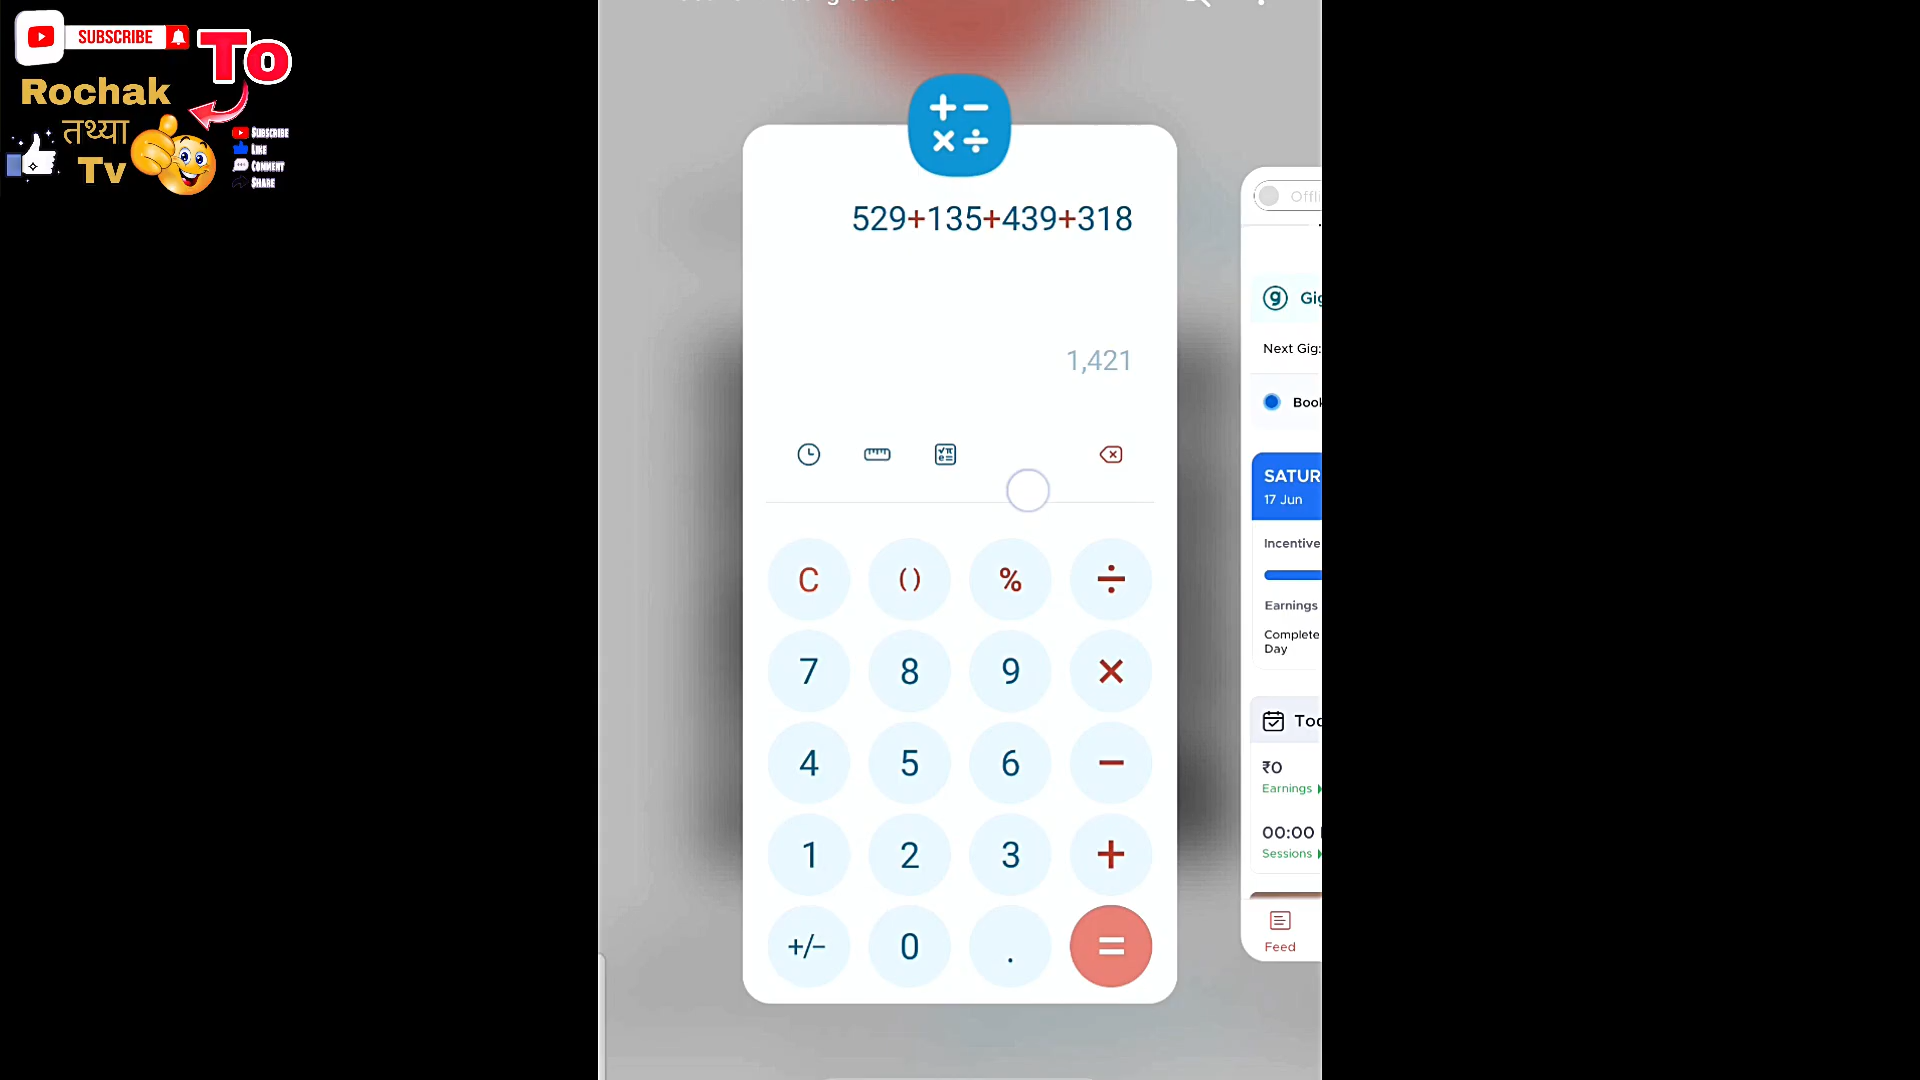 SUBSCRIBE
To
Rochak
तथ्या
Tv
SUBSCRIBE
LIKE
COMMENT
SHARE
+ −
× ÷
529+135+439+318
1,421
C
( )
%
÷
7
8
9
×
4
5
6
−
1
2
3
+
+/−
0
.
=
Next Gig:
SATUR
17 Jun
Incentive
Earnings
Complete
Day
₹0
Earnings
00:00
Sessions
Feed